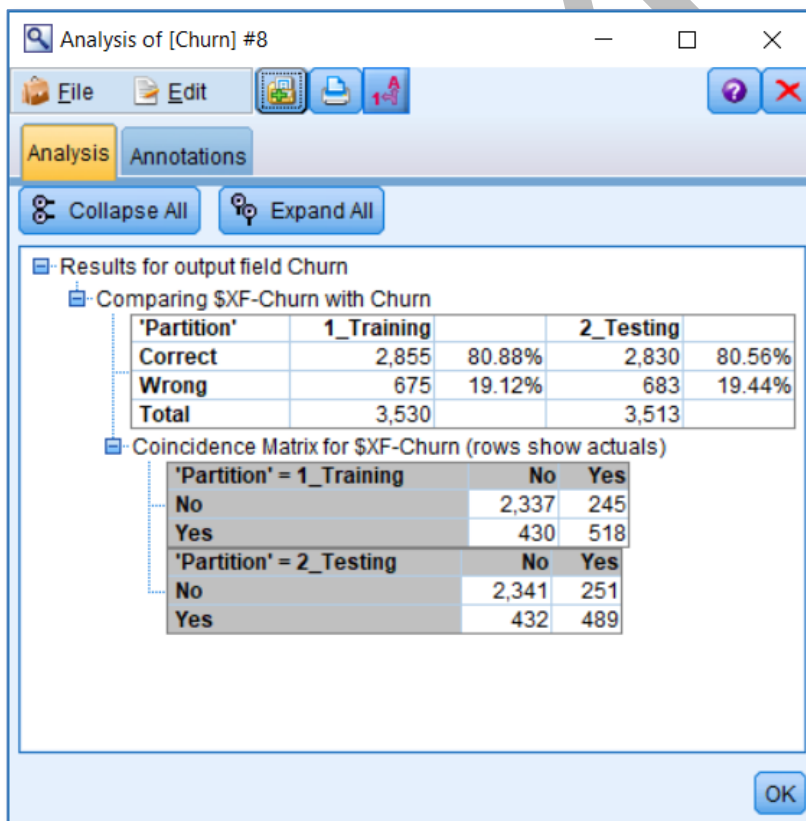 Analysis of [Churn] #8
File Edit
Analysis Annotations
Collapse All Expand All
Results for output field Churn
Comparing $XF-Churn with Churn
'Partition' 1_Training 2_Testing
Correct 2,855 80.88% 2,830 80.56%
Wrong 675 19.12% 683 19.44%
Total 3,530 3,513
Coincidence Matrix for $XF-Churn (rows show actuals)
'Partition' = 1_Training No Yes
No 2,337 245
Yes 430 518
'Partition' = 2_Testing No Yes
No 2,341 251
Yes 432 489
OK